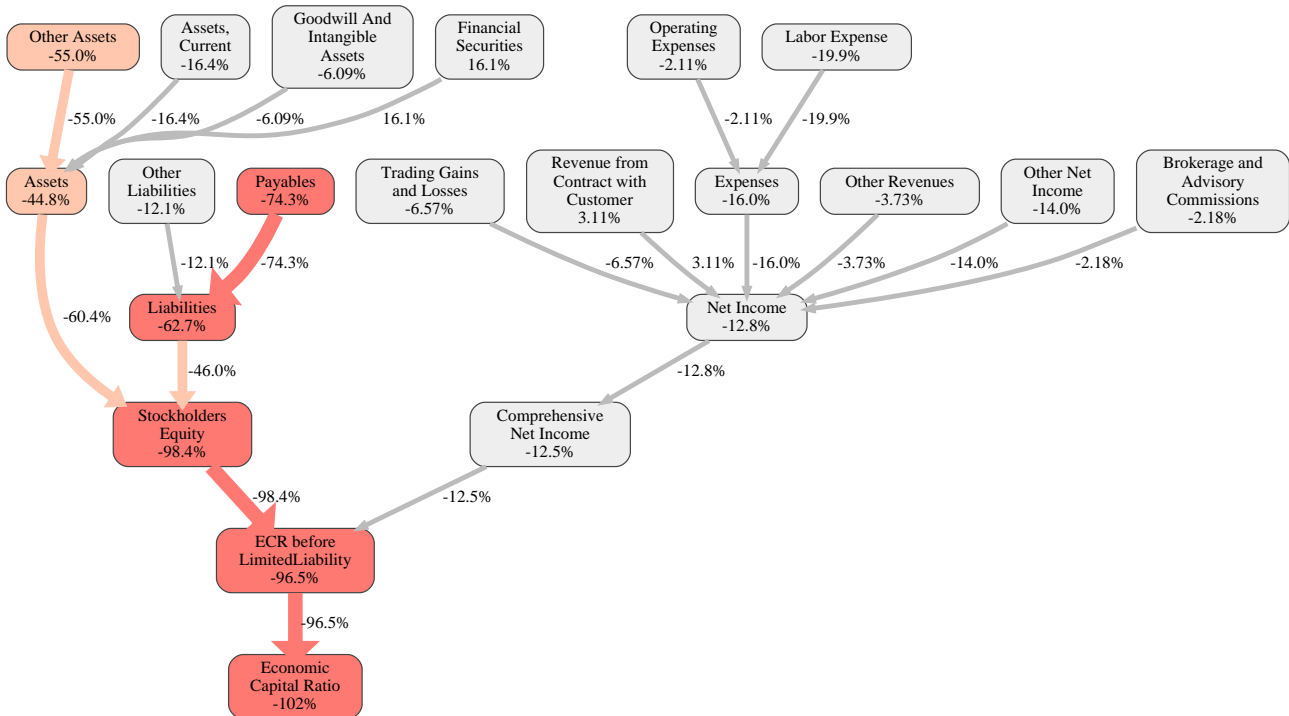 Other Assets
-55.0%
Assets,
Current
-16.4%
Goodwill And
Intangible
Assets
-6.09%
Financial
Securities
16.1%
Operating
Expenses
-2.11%
Labor Expense
-19.9%
-55.0%
-16.4%
-6.09%
16.1%
-2.11%
-19.9%
Assets
-44.8%
Other
Liabilities
-12.1%
Payables
-74.3%
Trading Gains
and Losses
-6.57%
Revenue from
Contract with
Customer
3.11%
Expenses
-16.0%
Other Revenues
-3.73%
Other Net
Income
-14.0%
Brokerage and
Advisory
Commissions
-2.18%
-12.1%
-74.3%
-6.57%
3.11%
-16.0%
-3.73%
-14.0%
-2.18%
-60.4%
Liabilities
-62.7%
Net Income
-12.8%
-46.0%
-12.8%
Stockholders
Equity
-98.4%
Comprehensive
Net Income
-12.5%
-98.4%
-12.5%
ECR before
LimitedLiability
-96.5%
-96.5%
Economic
Capital Ratio
-102%